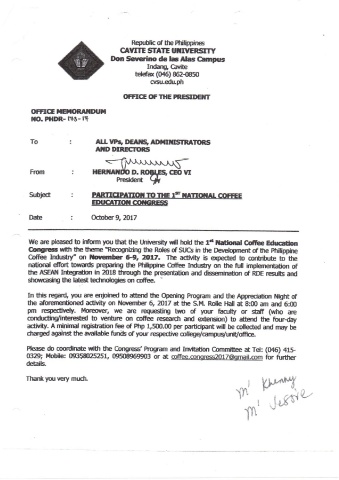 Republic of the Philippines
CAVITE STATE UNIVERSITY
Don Severino de las Alas Campus
Indang, Cavite
telefax (046) 862-0850
cvsu.edu.ph
OFFICE OF THE PRESIDENT
OFFICE MEMORANDUM
NO. PHDR-
To : ALL VPs, DEANS, ADMINISTRATORS
AND DIRECTORS
From : HERNANDO D. ROBLES, CEO VI
President
Subject : PARTICIPATION TO THE 1ST NATIONAL COFFEE
EDUCATION CONGRESS
Date : October 9, 2017
We are pleased to inform you that the University will hold the 1st National Coffee Education
Congress with the theme "Recognizing the Roles of SUCs in the Development of the Philippine
Coffee Industry" on November 6-9, 2017. The activity is expected to contribute to the
national effort towards preparing the Philippine Coffee Industry on the full implementation of
the ASEAN Integration in 2018 through the presentation and dissemination of RDE results and
showcasing the latest technologies on coffee.
In this regard, you are enjoined to attend the Opening Program and the Appreciation Night of
the aforementioned activity on November 6, 2017 at the S.M. Rolle Hall at 8:00 am and 6:00
pm respectively. Moreover, we are requesting two of your faculty or staff (who are
conducting/interested to venture on coffee research and extension) to attend the four-day
activity. A minimal registration fee of Php 1,500.00 per participant will be collected and may be
charged against the available funds of your respective college/campus/unit/office.
Please do coordinate with the Congress' Program and Invitation Committee at Tel: (046) 415-
0329; Mobile: 09358025251, 09508969903 or at coffee.congress2017@gmail.com for further
details.
Thank you very much.